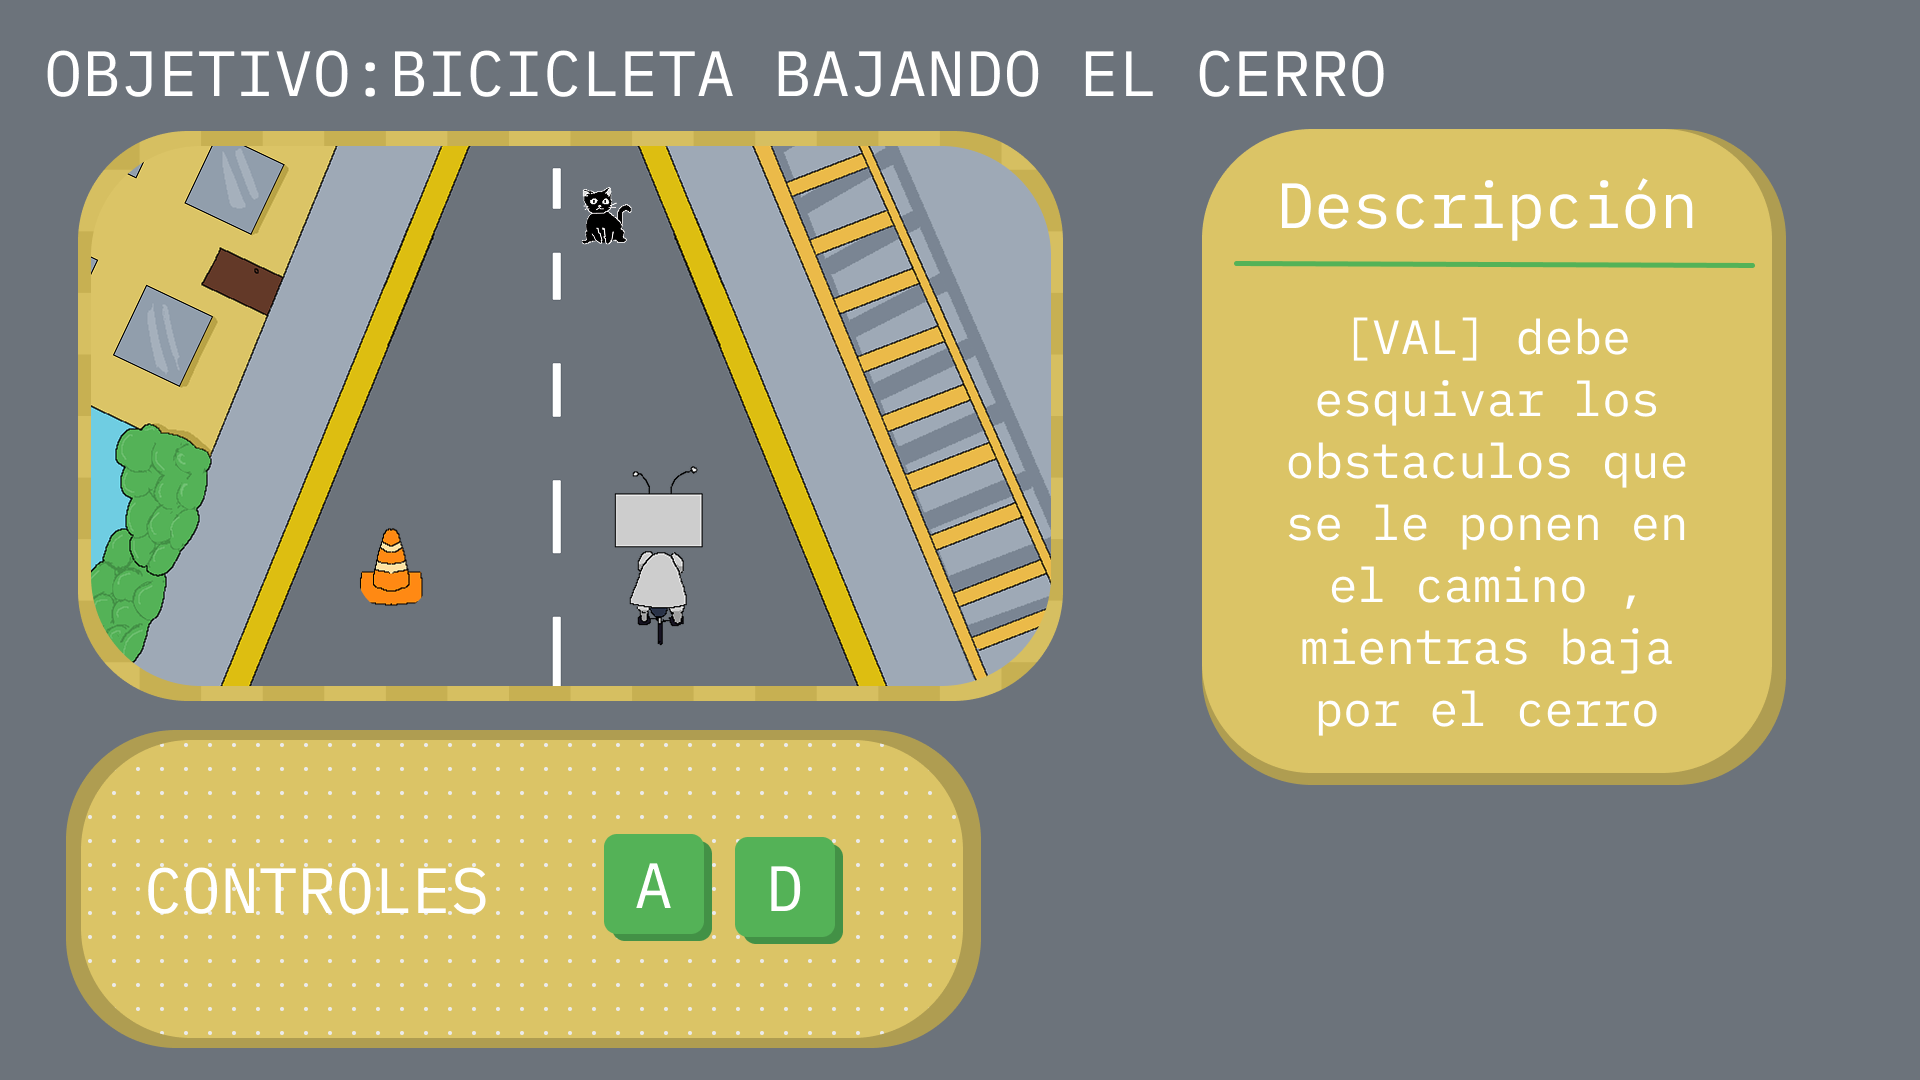 OBJETIVO:BICICLETA BAJANDO EL CERRO
Descripción
[VAL] debe
esquivar los
obstaculos que
se le ponen en
el camino ,
mientras baja
por el cerro
CONTROLES
A
D